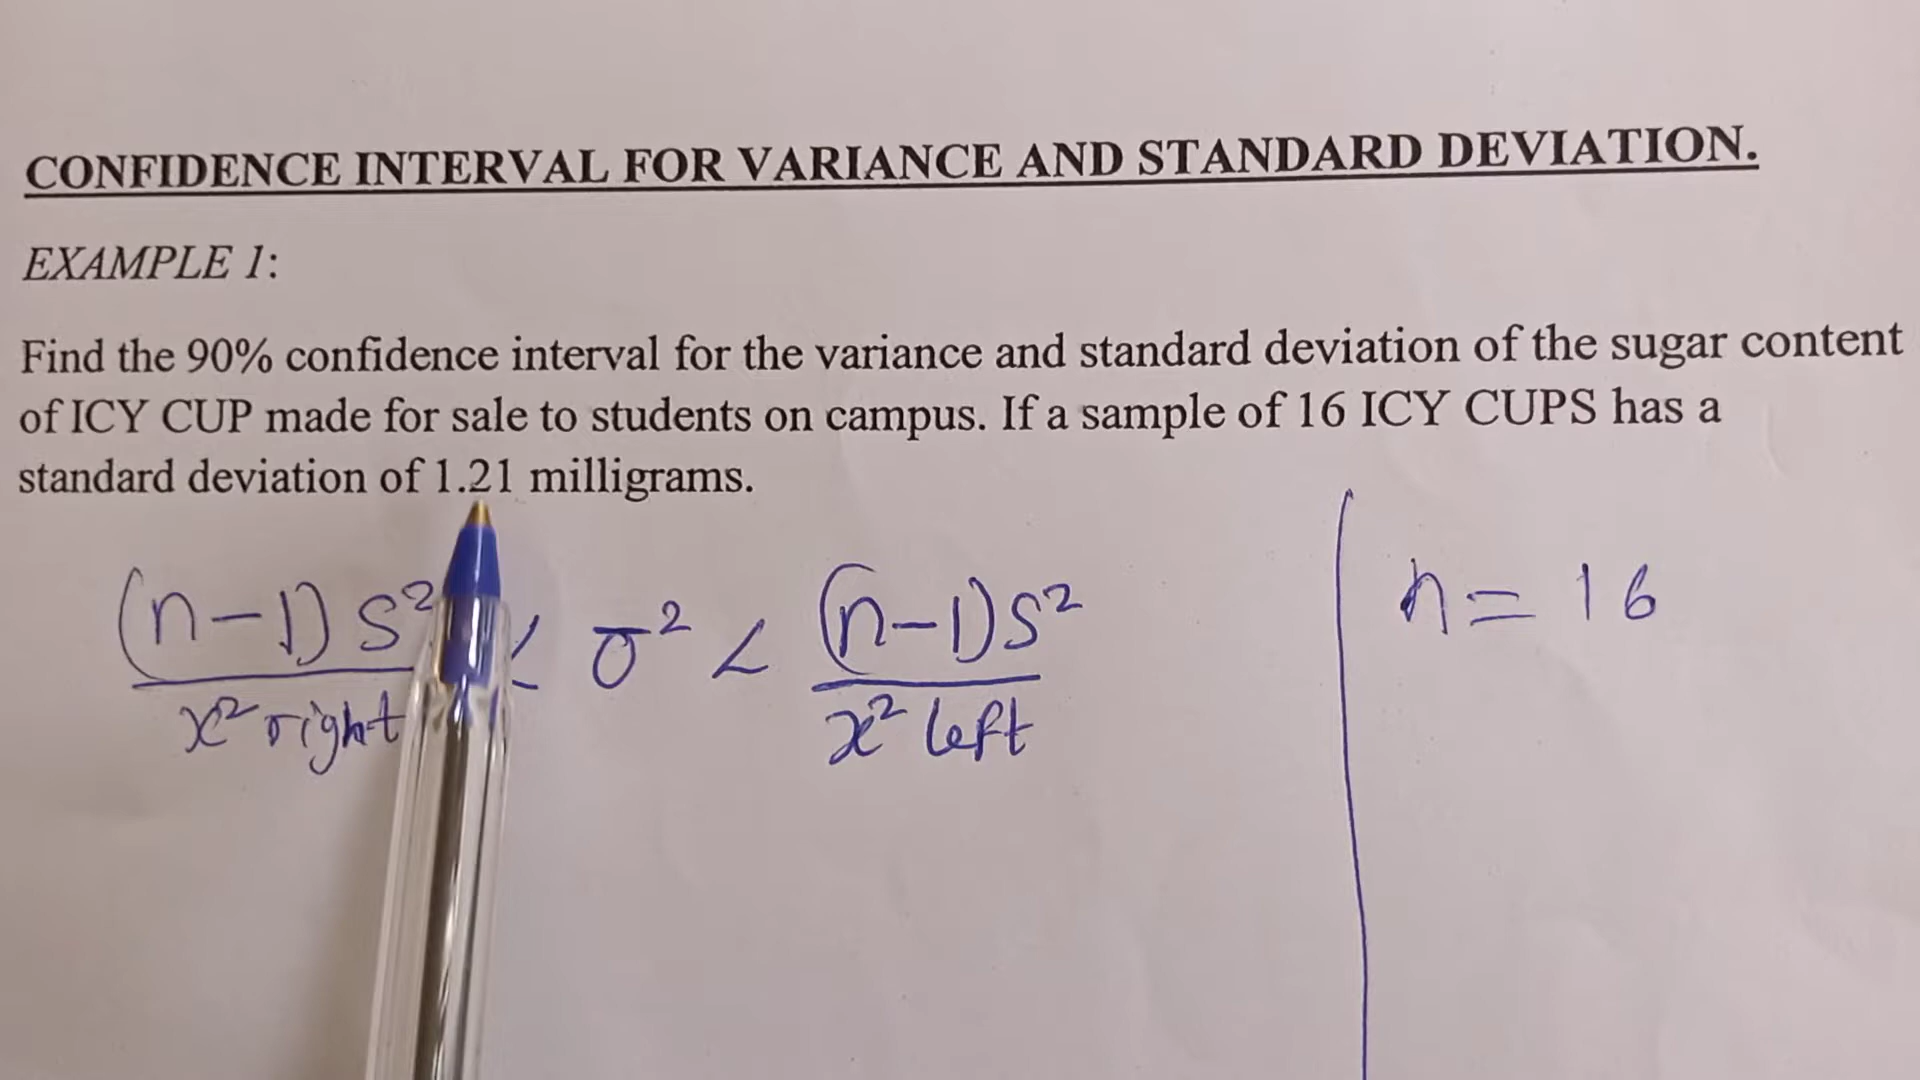 CONFIDENCE INTERVAL FOR VARIANCE AND STANDARD DEVIATION.
EXAMPLE 1:
Find the 90% confidence interval for the variance and standard deviation of the sugar content
of ICY CUP made for sale to students on campus. If a sample of 16 ICY CUPS has a
standard deviation of 1.21 milligrams.
(n-1) S² < σ² < (n-1)S²
x² right x² left
n = 16